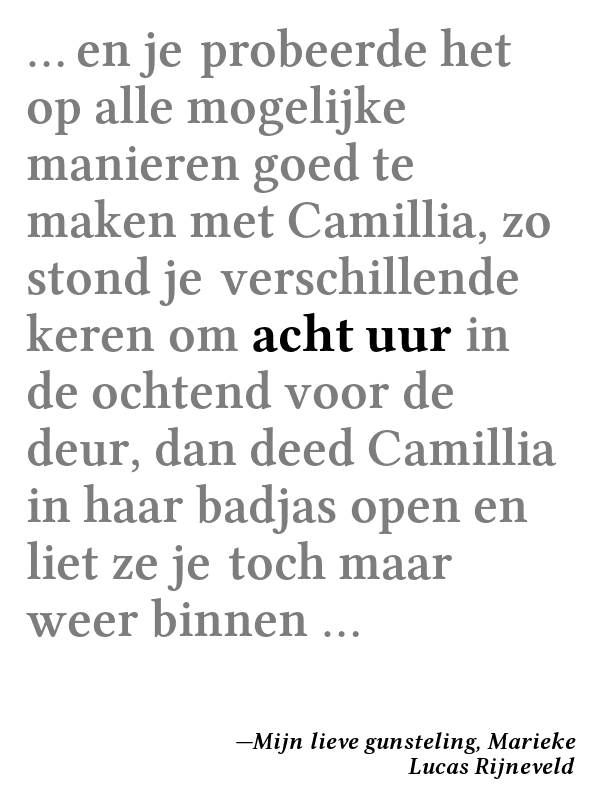 … en je probeerde het
op alle mogelijke
manieren goed te
maken met Camillia, zo
stond je verschillende
keren om acht uur in
de ochtend voor de
deur, dan deed Camillia
in haar badjas open en
liet ze je toch maar
weer binnen …
—Mijn lieve gunsteling, Marieke
Lucas Rijneveld